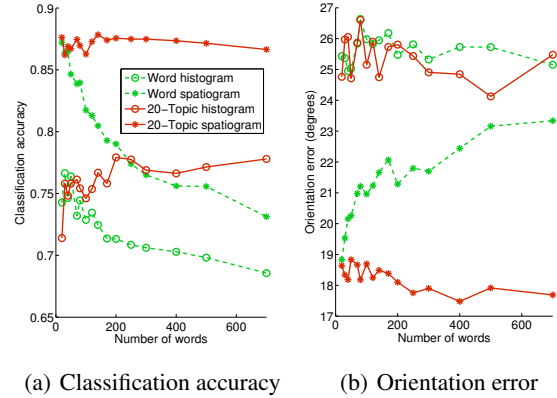 0.9
0.85
0.8
0.75
0.7
0.65
0 200 400 600
Classification accuracy
Number of words
Word histogram
Word spatiogram
20-Topic histogram
20-Topic spatiogram
27
26
25
24
23
22
21
20
19
18
17
0 200 400 600
Orientation error (degrees)
Number of words
(a) Classification accuracy
(b) Orientation error